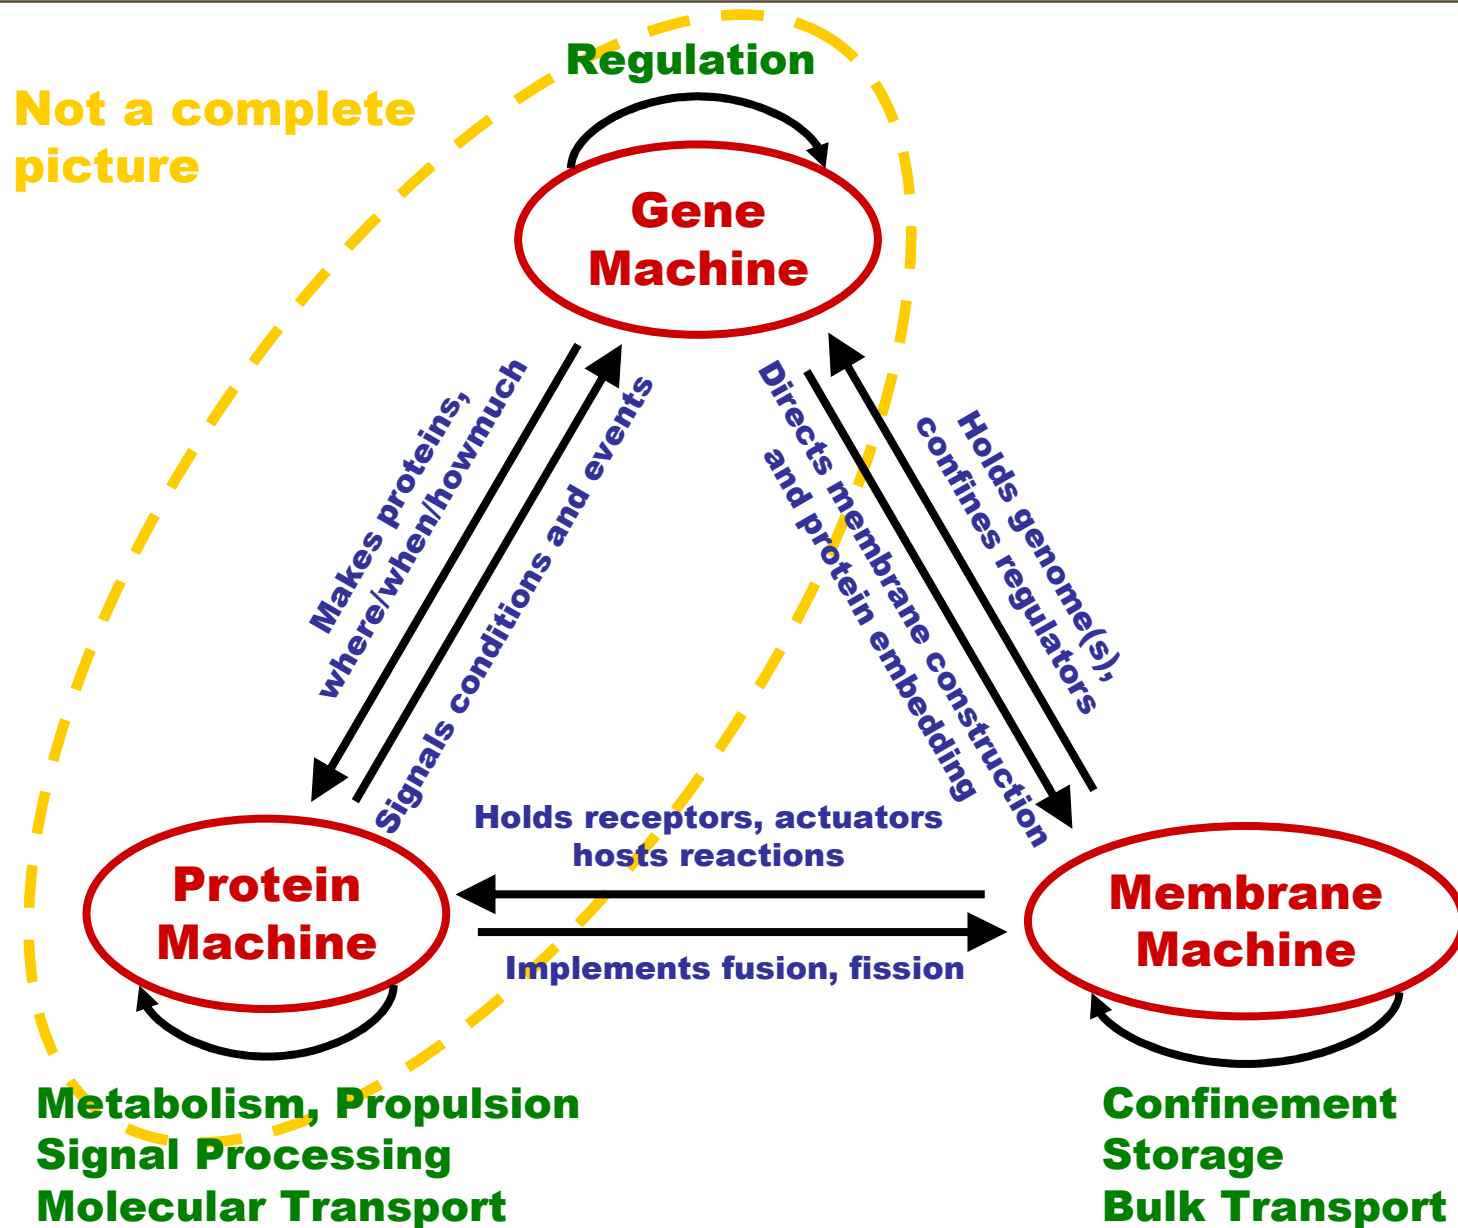 Regulation
Not a complete
picture
Gene
Machine
Makes proteins,
where/when/howmuch
Signals conditions and events
Directs membrane construction
and protein embedding
Holds genome(s),
confines regulators
Holds receptors, actuators
hosts reactions
Implements fusion, fission
Protein
Machine
Membrane
Machine
Metabolism, Propulsion
Signal Processing
Molecular Transport
Confinement
Storage
Bulk Transport